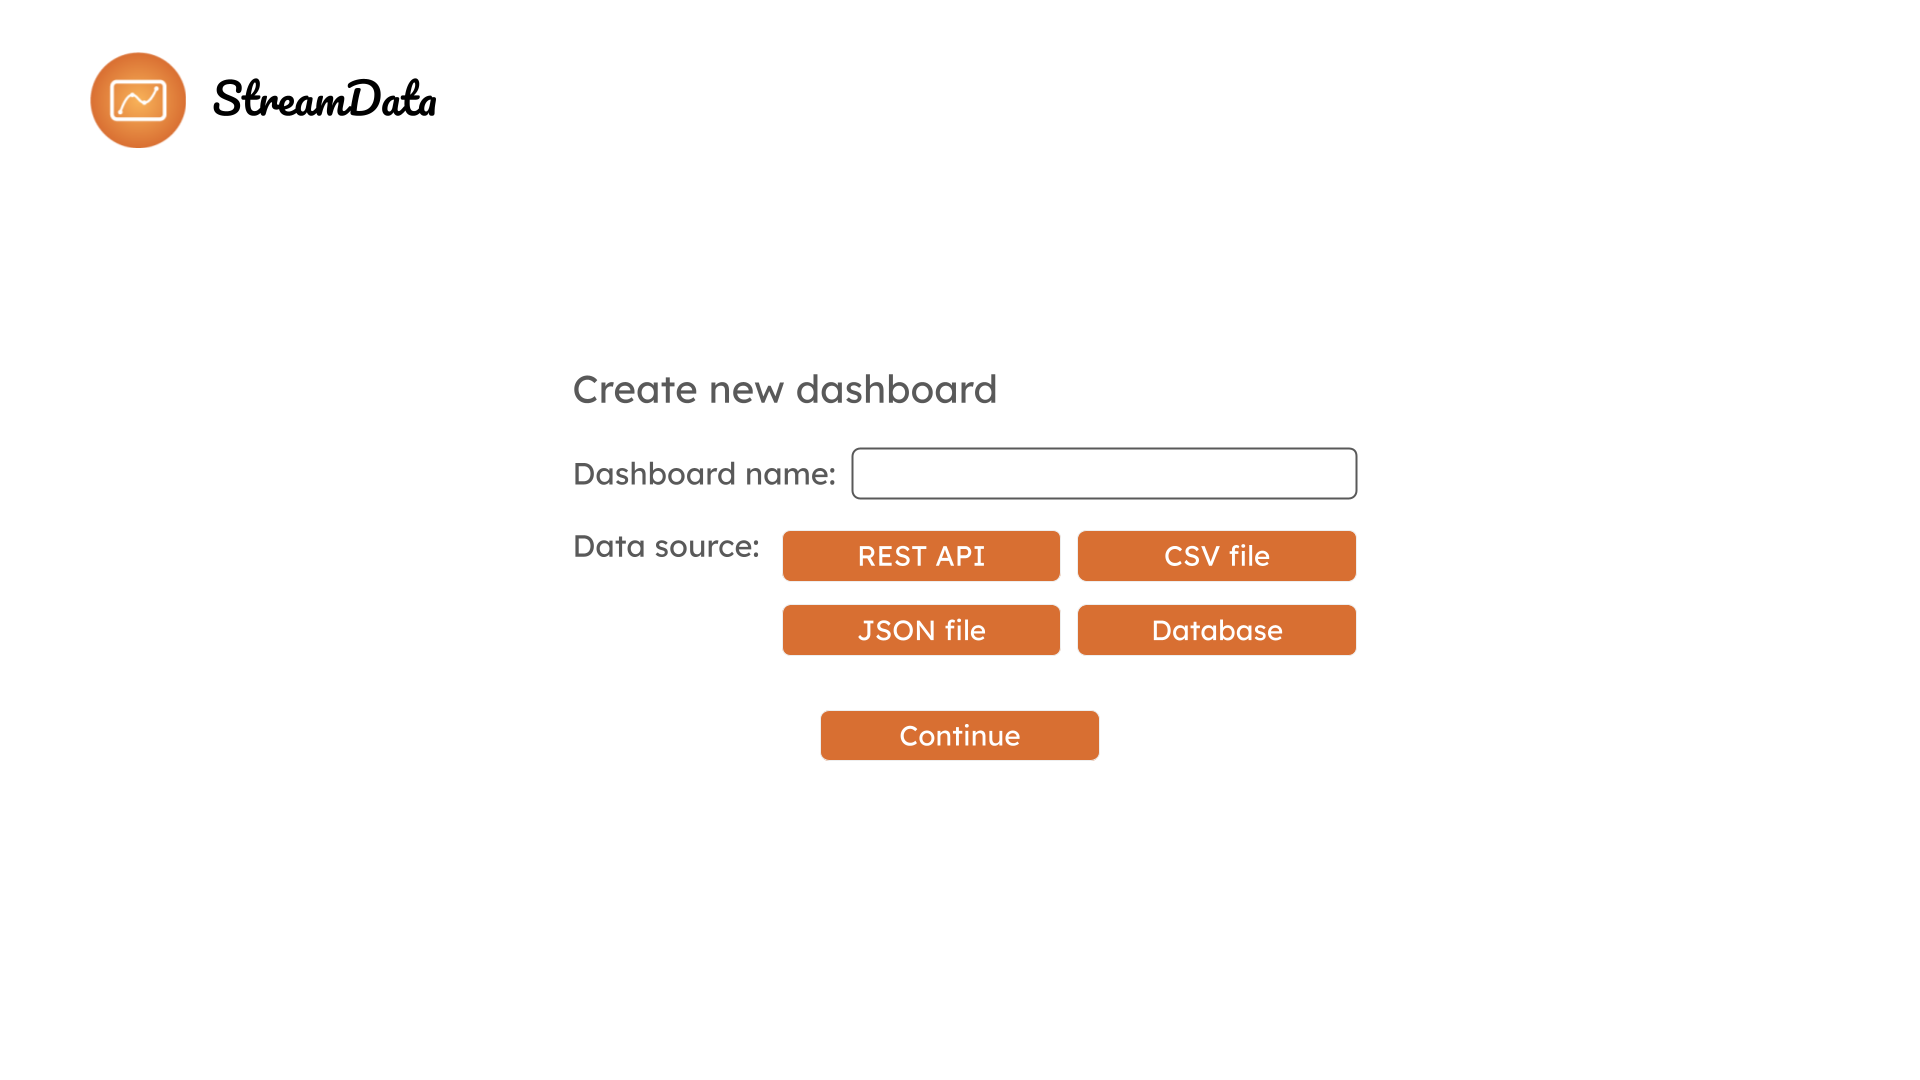 StreamData
Create new dashboard
Dashboard name:
Data source:
REST API
CSV file
JSON file
Database
Continue